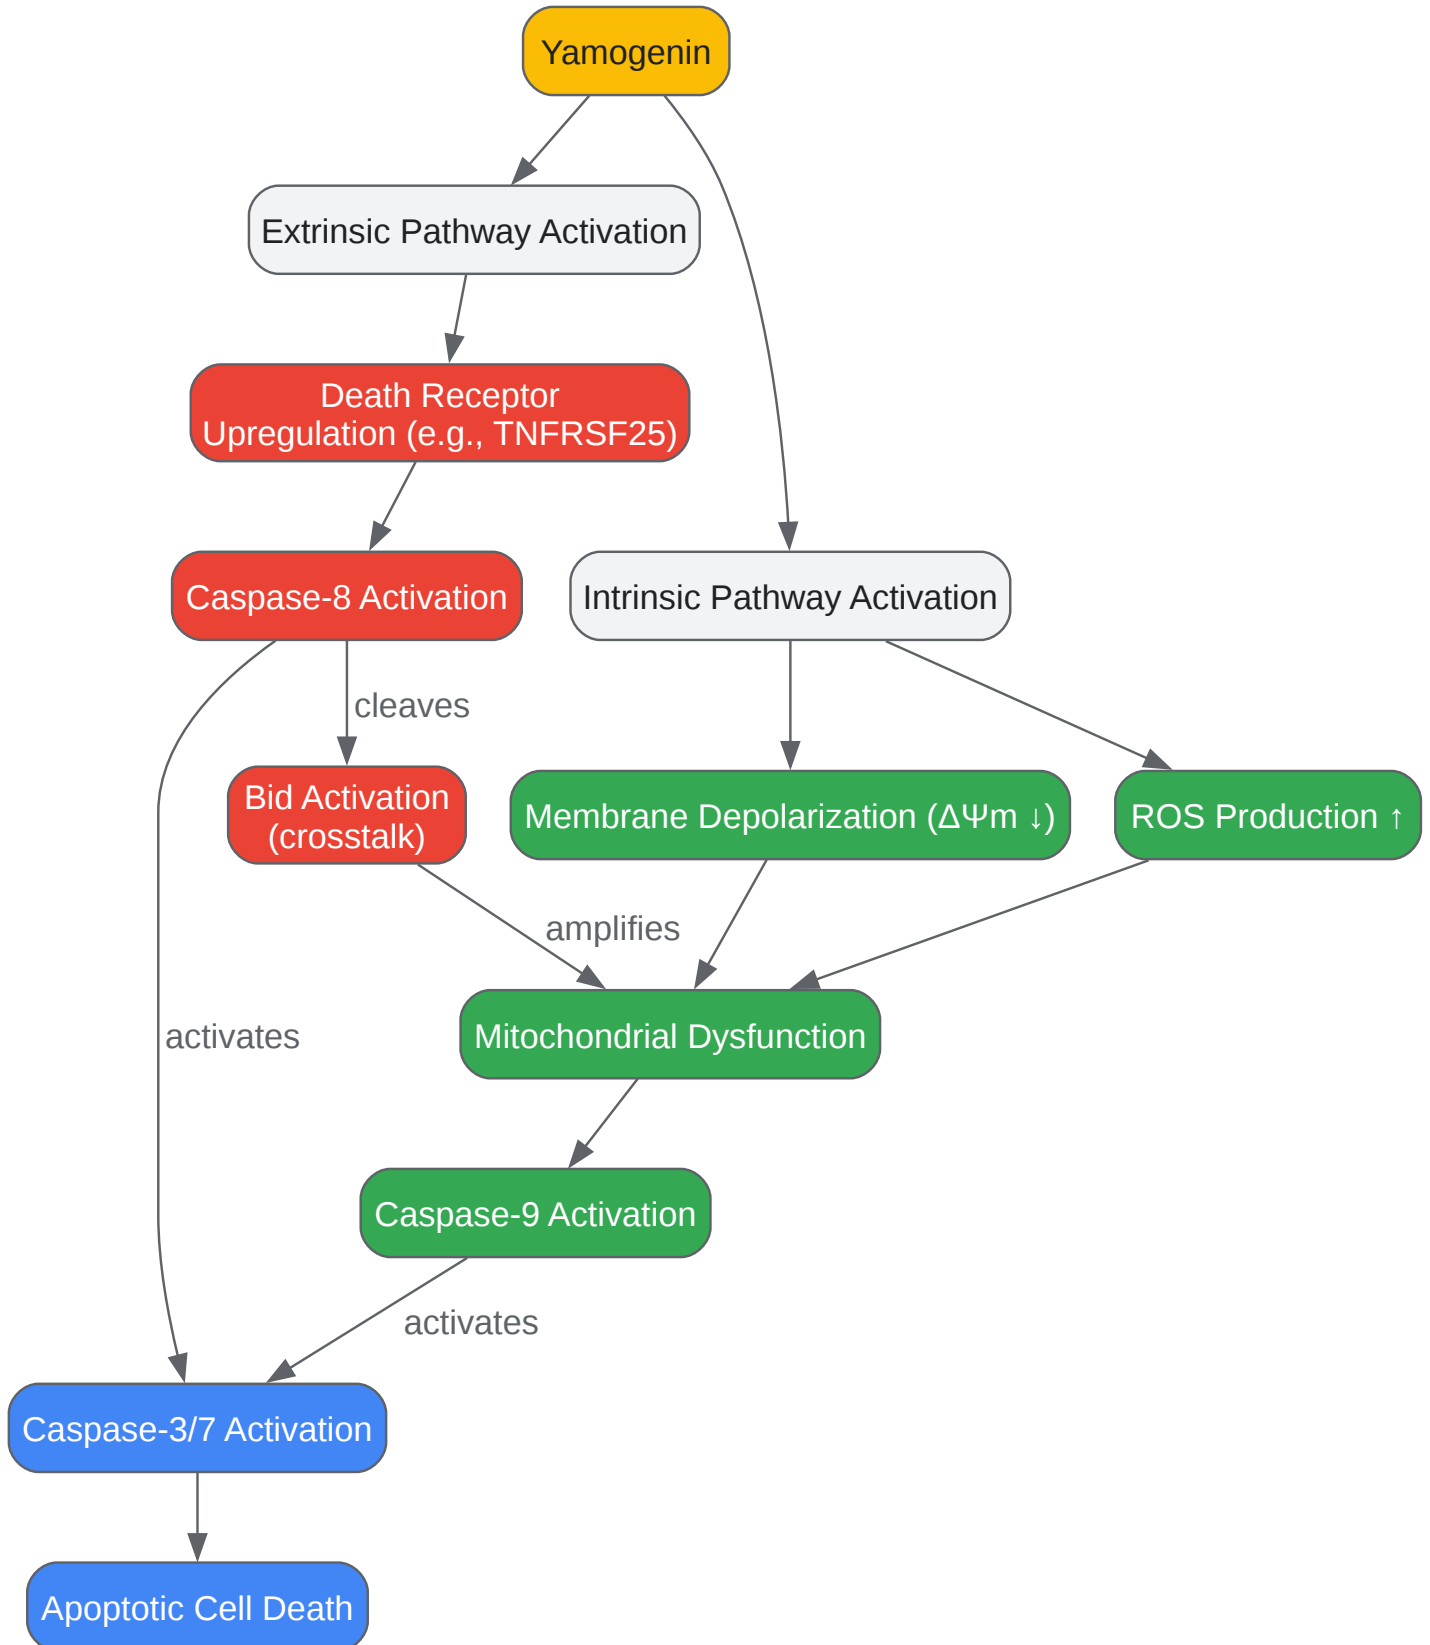 Yamogenin
Extrinsic Pathway Activation
Death Receptor
Upregulation (e.g., TNFRSF25)
Caspase-8 Activation
Intrinsic Pathway Activation
cleaves
Bid Activation
(crosstalk)
Membrane Depolarization (ΔΨm ↓)
ROS Production ↑
amplifies
Mitochondrial Dysfunction
activates
Caspase-9 Activation
activates
Caspase-3/7 Activation
Apoptotic Cell Death